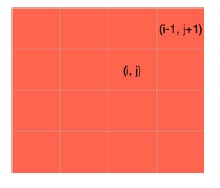 (i-1, j+1)
(i, j)